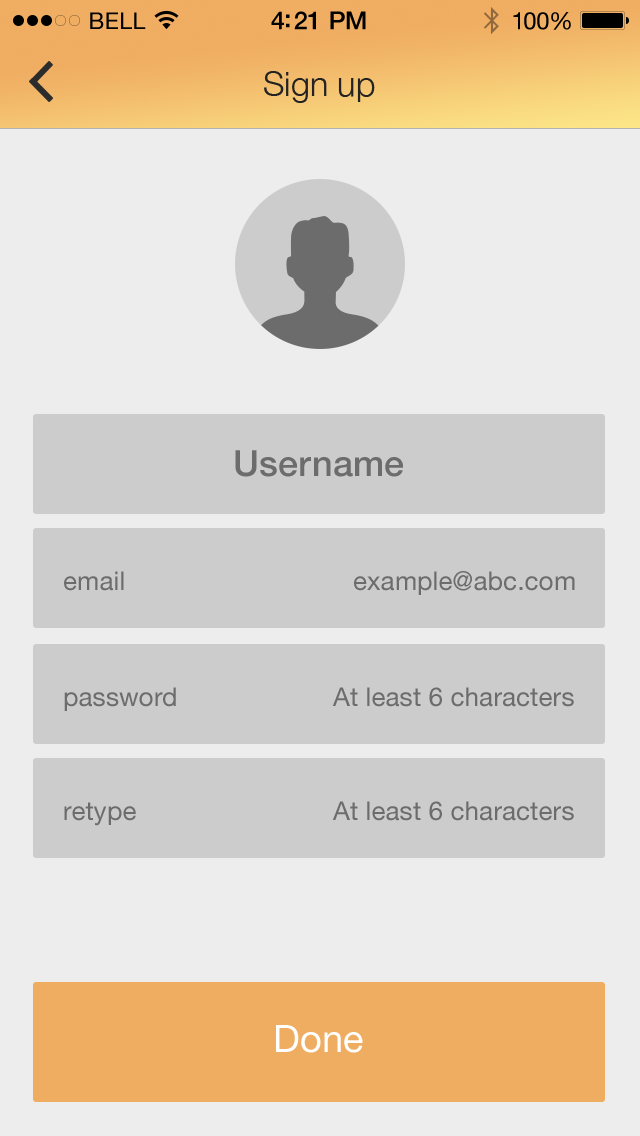 BELL 4:21 PM 100%
Sign up
Username
email example@abc.com
password At least 6 characters
retype At least 6 characters
Done